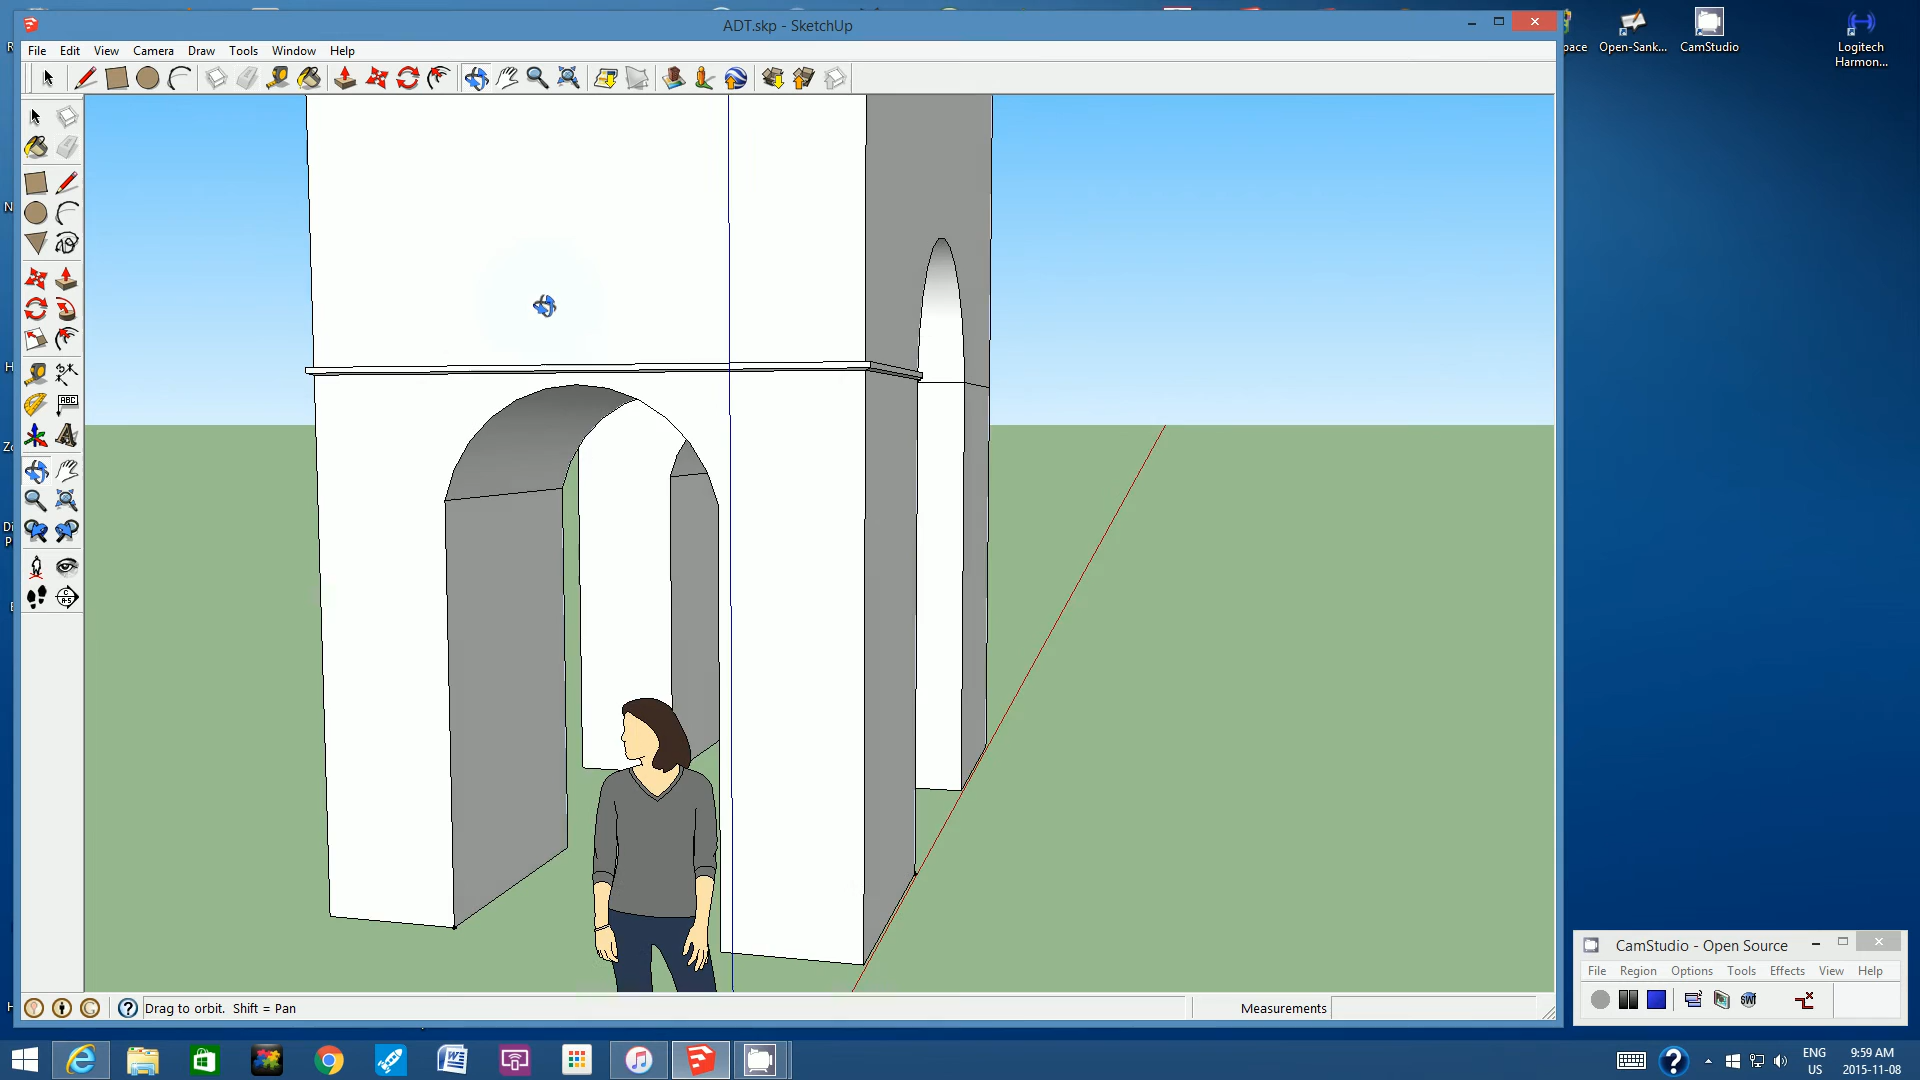 ADT.skp - SketchUp
File Edit View Camera Draw Tools Window Help
pace
Open-Sank...
CamStudio
Logitech
Harmon...
ABC
Drag to orbit. Shift = Pan
Measurements
CamStudio - Open Source
File Region Options Tools Effects View Help
ENG
US
9:59 AM
2015-11-08